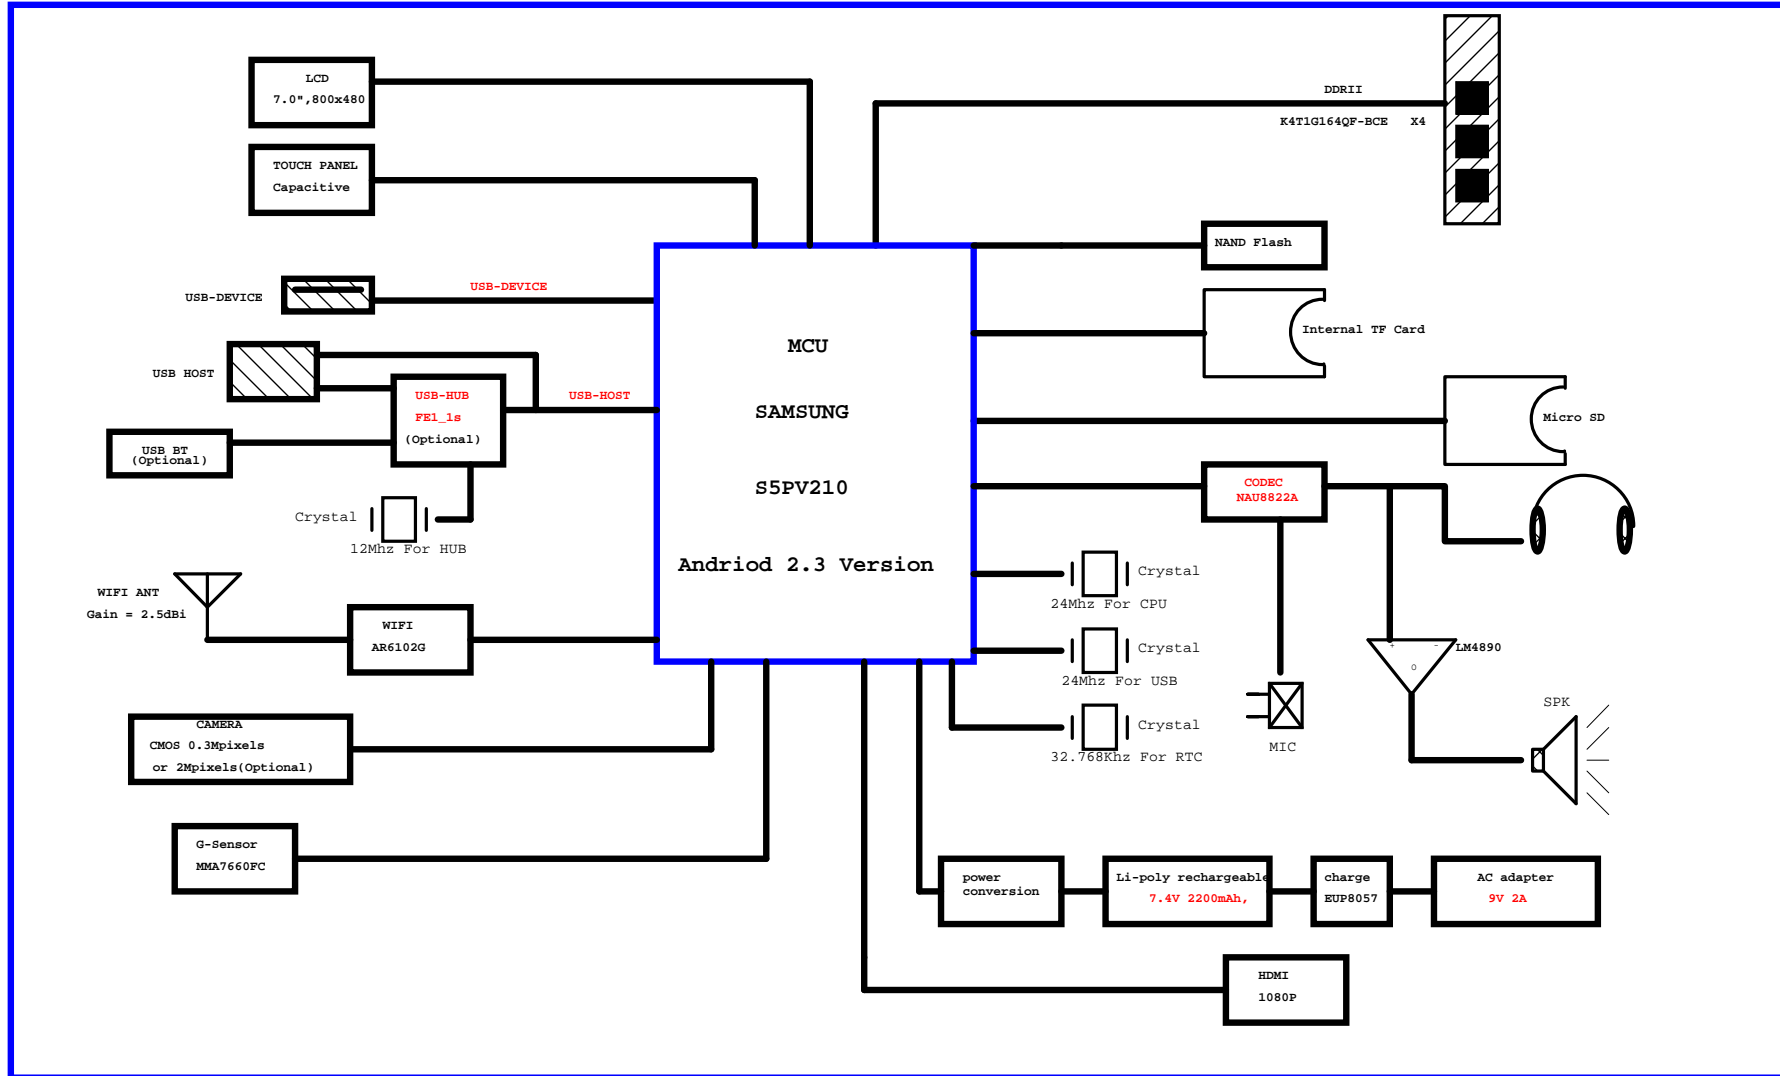 LCD
7.0",800x480
DDRII
K4T1G164QF-BCE X4
TOUCH PANEL
Capacitive
NAND Flash
USB-DEVICE
USB-DEVICE
Internal TF Card
MCU
USB HOST
USB-HUB
FE1_1s
(Optional)
USB-HOST
SAMSUNG
Micro SD
USB BT
(Optional)
S5PV210
CODEC
NAU8822A
Crystal
12Mhz For HUB
Andriod 2.3 Version
Crystal
24Mhz For CPU
WIFI ANT
Gain = 2.5dBi
WIFI
AR6102G
Crystal
24Mhz For USB
+ -
O
LM4890
SPK
CAMERA
CMOS 0.3Mpixels
or 2Mpixels(Optional)
Crystal
32.768Khz For RTC
MIC
G-Sensor
MMA7660FC
power
conversion
Li-poly rechargeable
7.4V 2200mAh,
charge
EUP8057
AC adapter
9V 2A
HDMI
1080P